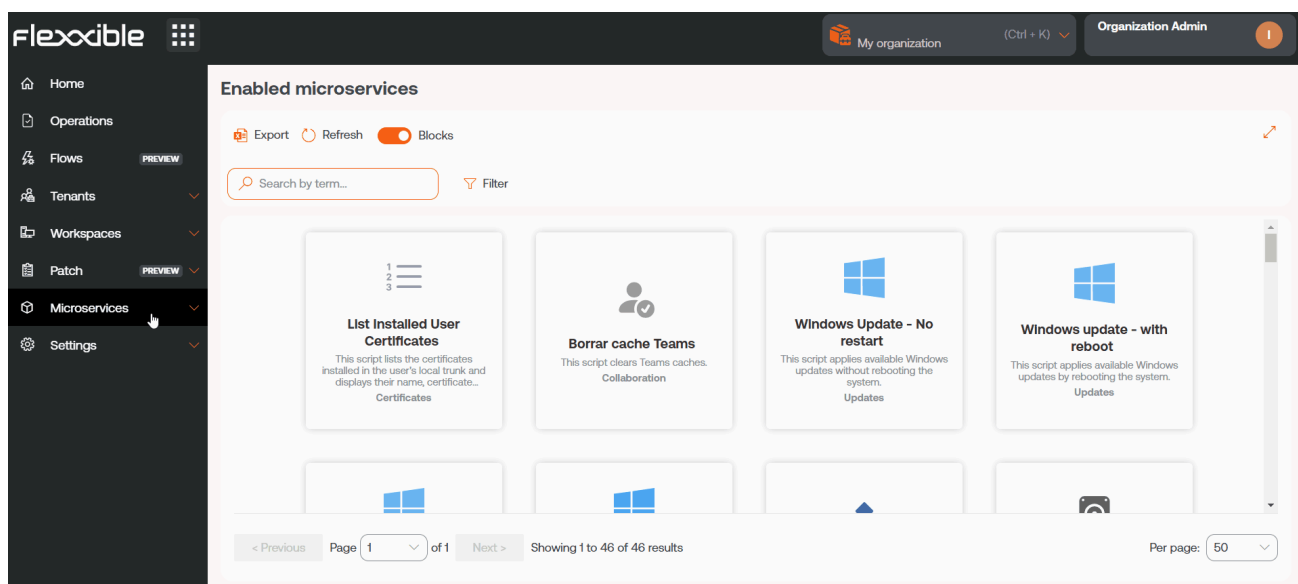 Flexxible
My organization
(Ctrl + K)
Organization Admin
I
Home
Operations
Flows PREVIEW
Tenants
Workspaces
Patch PREVIEW
Microservices
Settings
Enabled microservices
Export Refresh Blocks
Search by term...
Filter
1
2
3
List Installed User
Certificates
This script lists the certificates
installed in the user's local trunk and
displays their name, certificate...
Certificates
Borrar cache Teams
This script clears Teams caches.
Collaboration
Windows Update - No
restart
This script applies available Windows
updates without rebooting the
system.
Updates
Windows update - with
reboot
This script applies available Windows
updates by rebooting the system.
Updates
< Previous Page 1 of 1 Next > Showing 1 to 46 of 46 results
Per page: 50